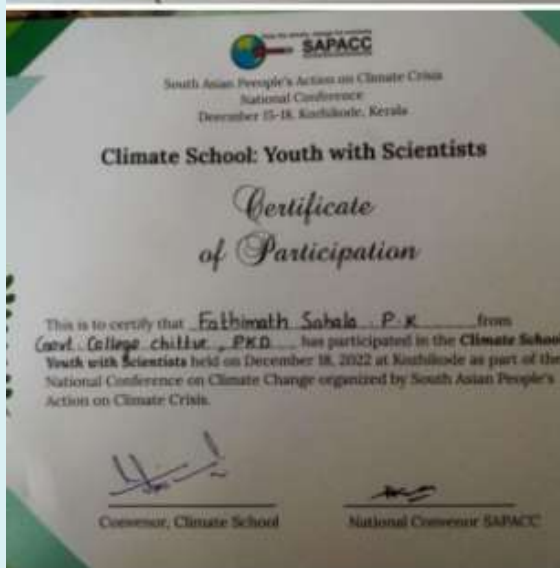 SAPACC
South Asian People's Action on Climate Crisis
National Conference
December 15-18, Kozhikode, Kerala
Climate School: Youth with Scientists
Certificate
of Participation
This is to certify that Fathimath Sahala . P . K from
Govt. College chittur , PKD has participated in the Climate School
Youth with Scientists held on December 18, 2022 at Kozhikode as part of the
National Conference on Climate Change organized by South Asian People's
Action on Climate Crisis.
Convenor, Climate School
National Convenor SAPACC